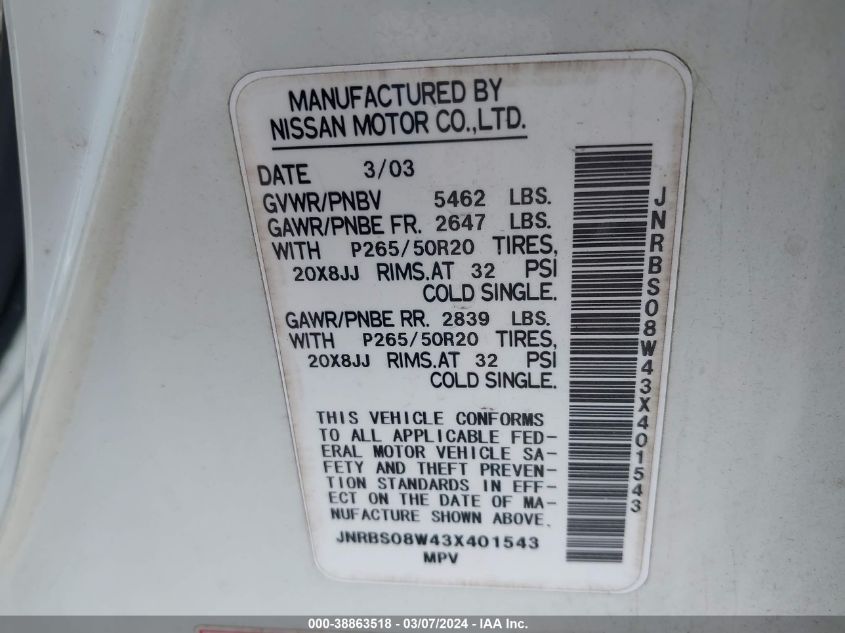 MANUFACTURED BY
NISSAN MOTOR CO.,LTD.
DATE 3/03
GVWR/PNBV 5462 LBS.
GAWR/PNBE FR. 2647 LBS.
WITH P265/50R20 TIRES,
20X8JJ RIMS.AT 32 PSI
COLD SINGLE.
GAWR/PNBE RR. 2839 LBS.
WITH P265/50R20 TIRES,
20X8JJ RIMS.AT 32 PSI
COLD SINGLE.
THIS VEHICLE CONFORMS
TO ALL APPLICABLE FED-
ERAL MOTOR VEHICLE SA-
FETY AND THEFT PREVEN-
TION STANDARDS IN EFF-
ECT ON THE DATE OF MA-
NUFACTURE SHOWN ABOVE.
JNRBS08W43X401543
MPV
JNRBS08W43X401543
000-38863518 - 03/07/2024 - IAA Inc.